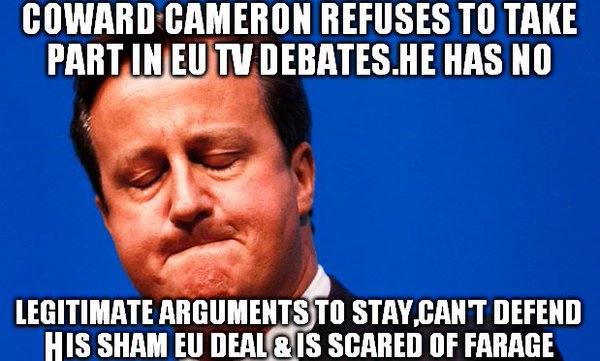 COWARD CAMERON REFUSES TO TAKE
PART IN EU TV DEBATES.HE HAS NO
LEGITIMATE ARGUMENTS TO STAY,CAN'T DEFEND
HIS SHAM EU DEAL & IS SCARED OF FARAGE